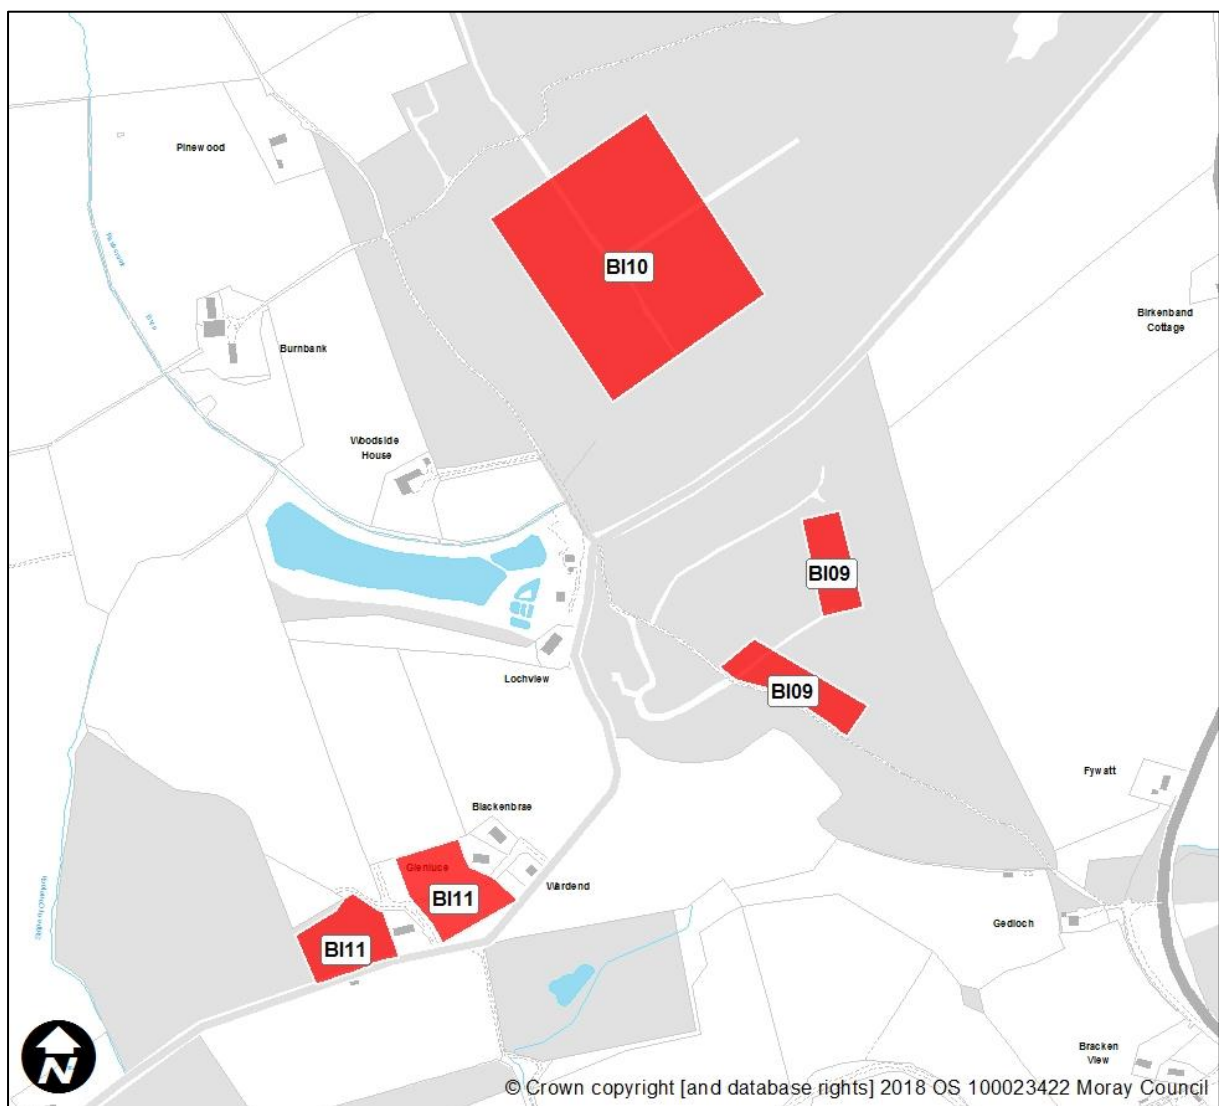 Pinewood
BI10
Birkenband
Cottage
Burnbank
Burn
Woodside
House
BI09
BI09
Lochview
Fywatt
Blackenbrae
Glenluce
Wardend
BI11
BI11
Gedloch
Bracken
View
N
© Crown copyright [and database rights] 2018 OS 100023422 Moray Council